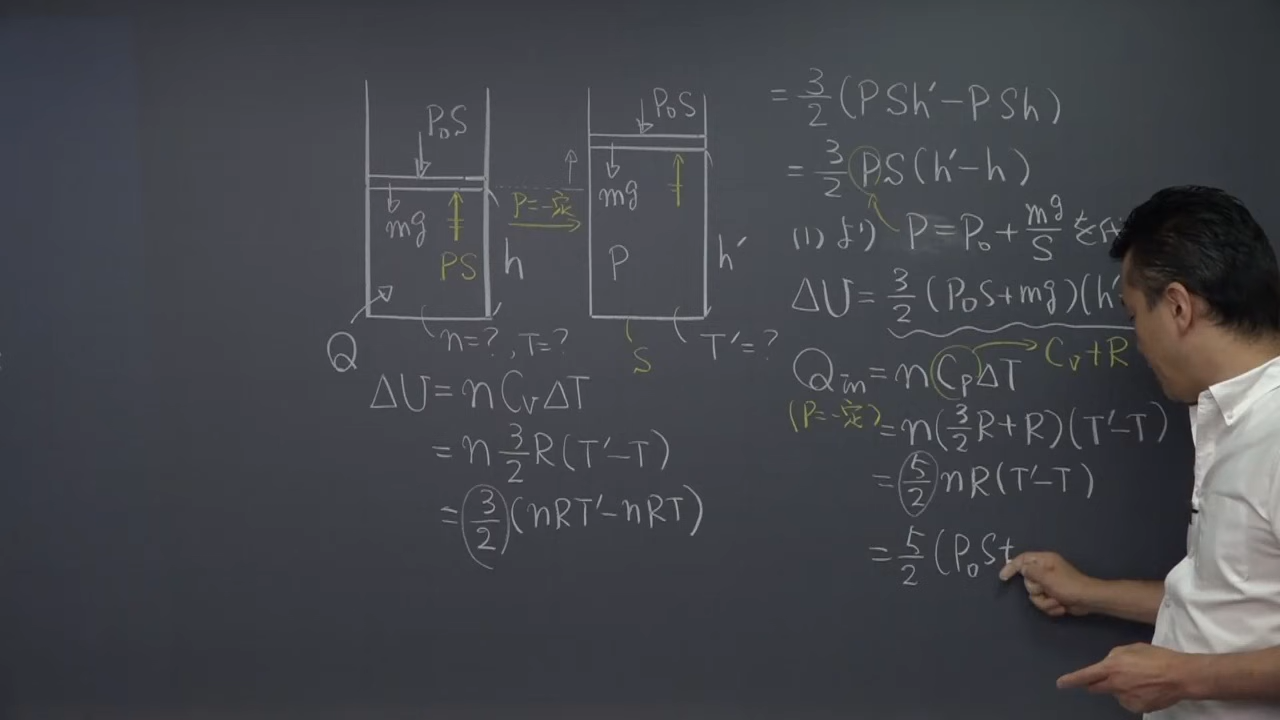 P₀S
mg
PS
h
Q
n=?, T=?
P=一定
P₀S
mg
P
h′
S
T′=?
ΔU = nCvΔT
= n 3/2 R(T′−T)
= 3/2 (nRT′−nRT)
= 3/2 (PSh′−PSh)
= 3/2 PS(h′−h)
(1)より P=P₀+mg/S を
ΔU = 3/2 (P₀S+mg)(h′
Qin = nCpΔT Cv+R
(P=一定)
= n(3/2 R+R)(T′−T)
= 5/2 nR(T′−T)
= 5/2 (P₀S+